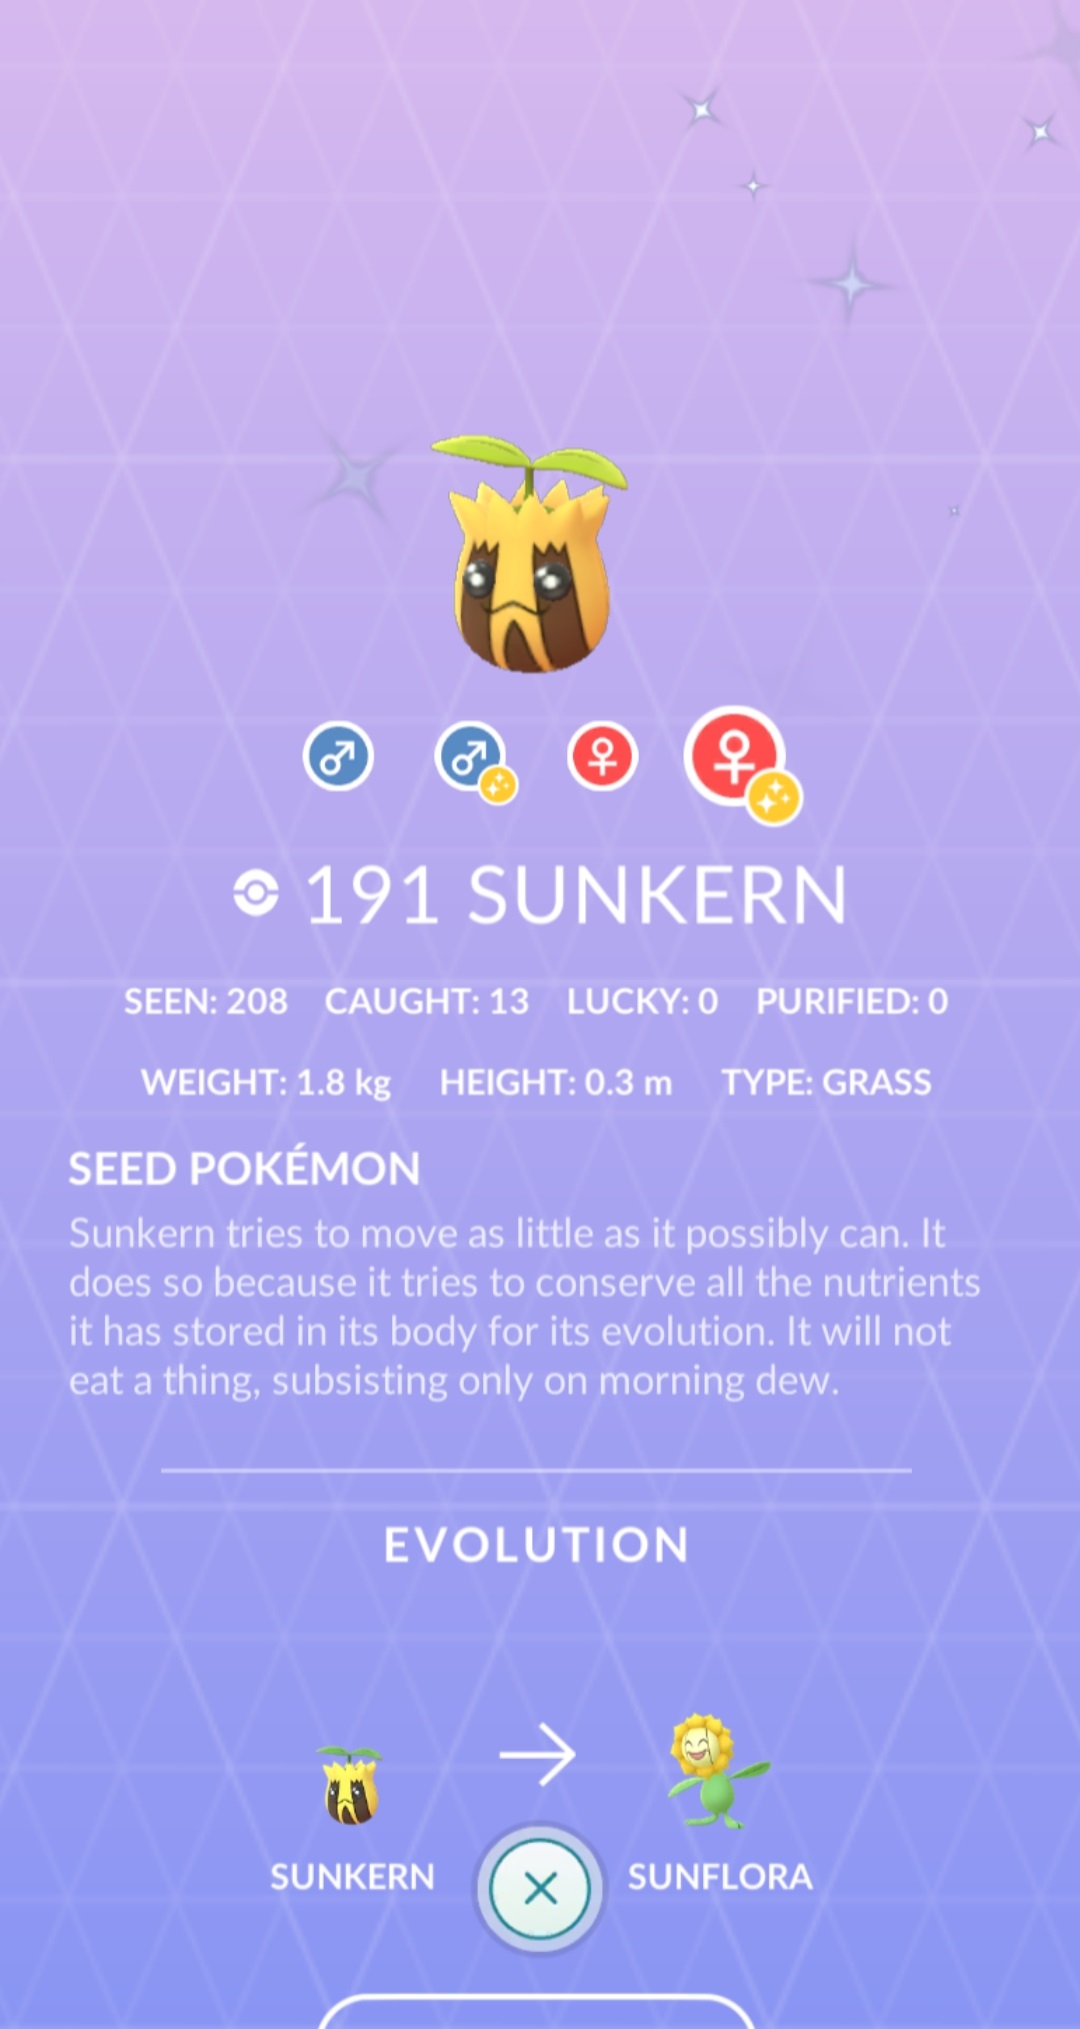 191 SUNKERN
SEEN: 208 CAUGHT: 13 LUCKY: 0 PURIFIED: 0
WEIGHT: 1.8 kg HEIGHT: 0.3 m TYPE: GRASS
SEED POKÉMON
Sunkern tries to move as little as it possibly can. It
does so because it tries to conserve all the nutrients
it has stored in its body for its evolution. It will not
eat a thing, subsisting only on morning dew.
EVOLUTION
SUNKERN SUNFLORA